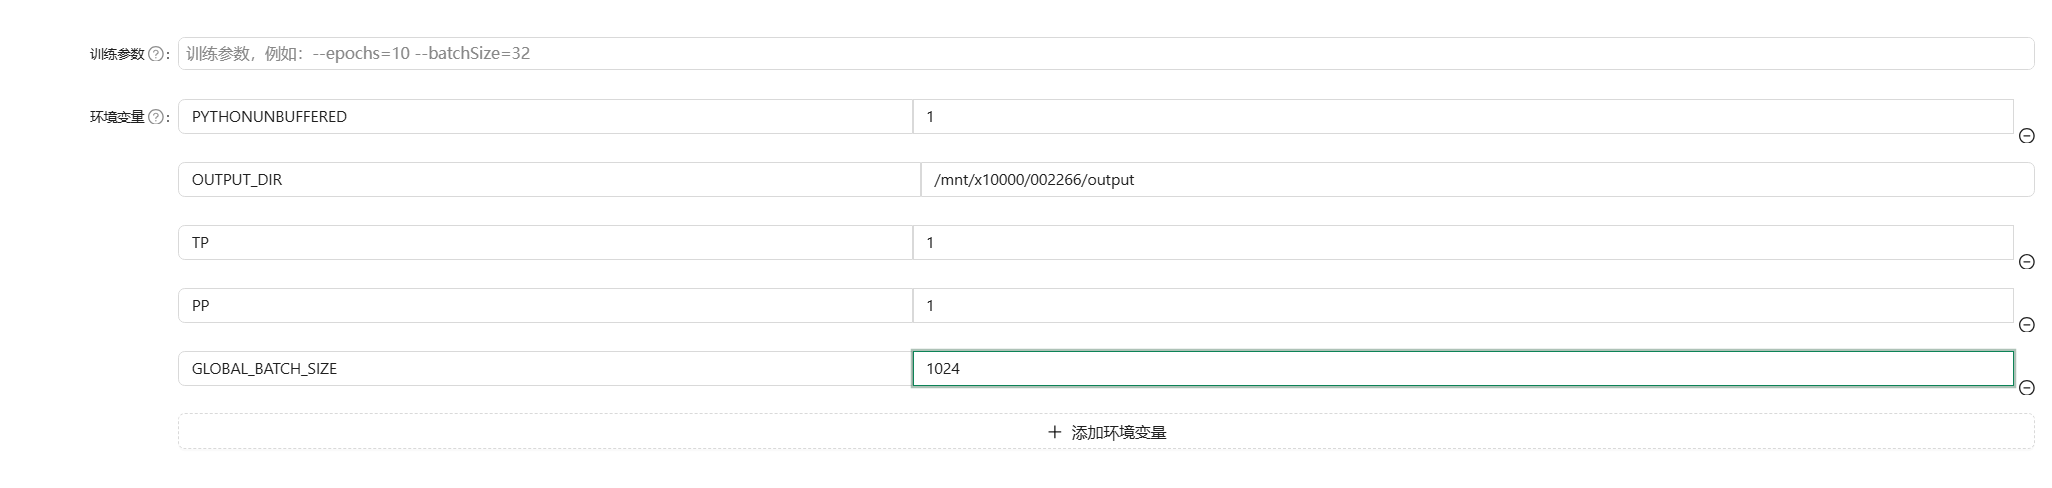 训练参数 ? : 训练参数，例如：--epochs=10 --batchSize=32
环境变量 ? : PYTHONUNBUFFERED 1
OUTPUT_DIR /mnt/x10000/002266/output
TP 1
PP 1
GLOBAL_BATCH_SIZE 1024
+ 添加环境变量